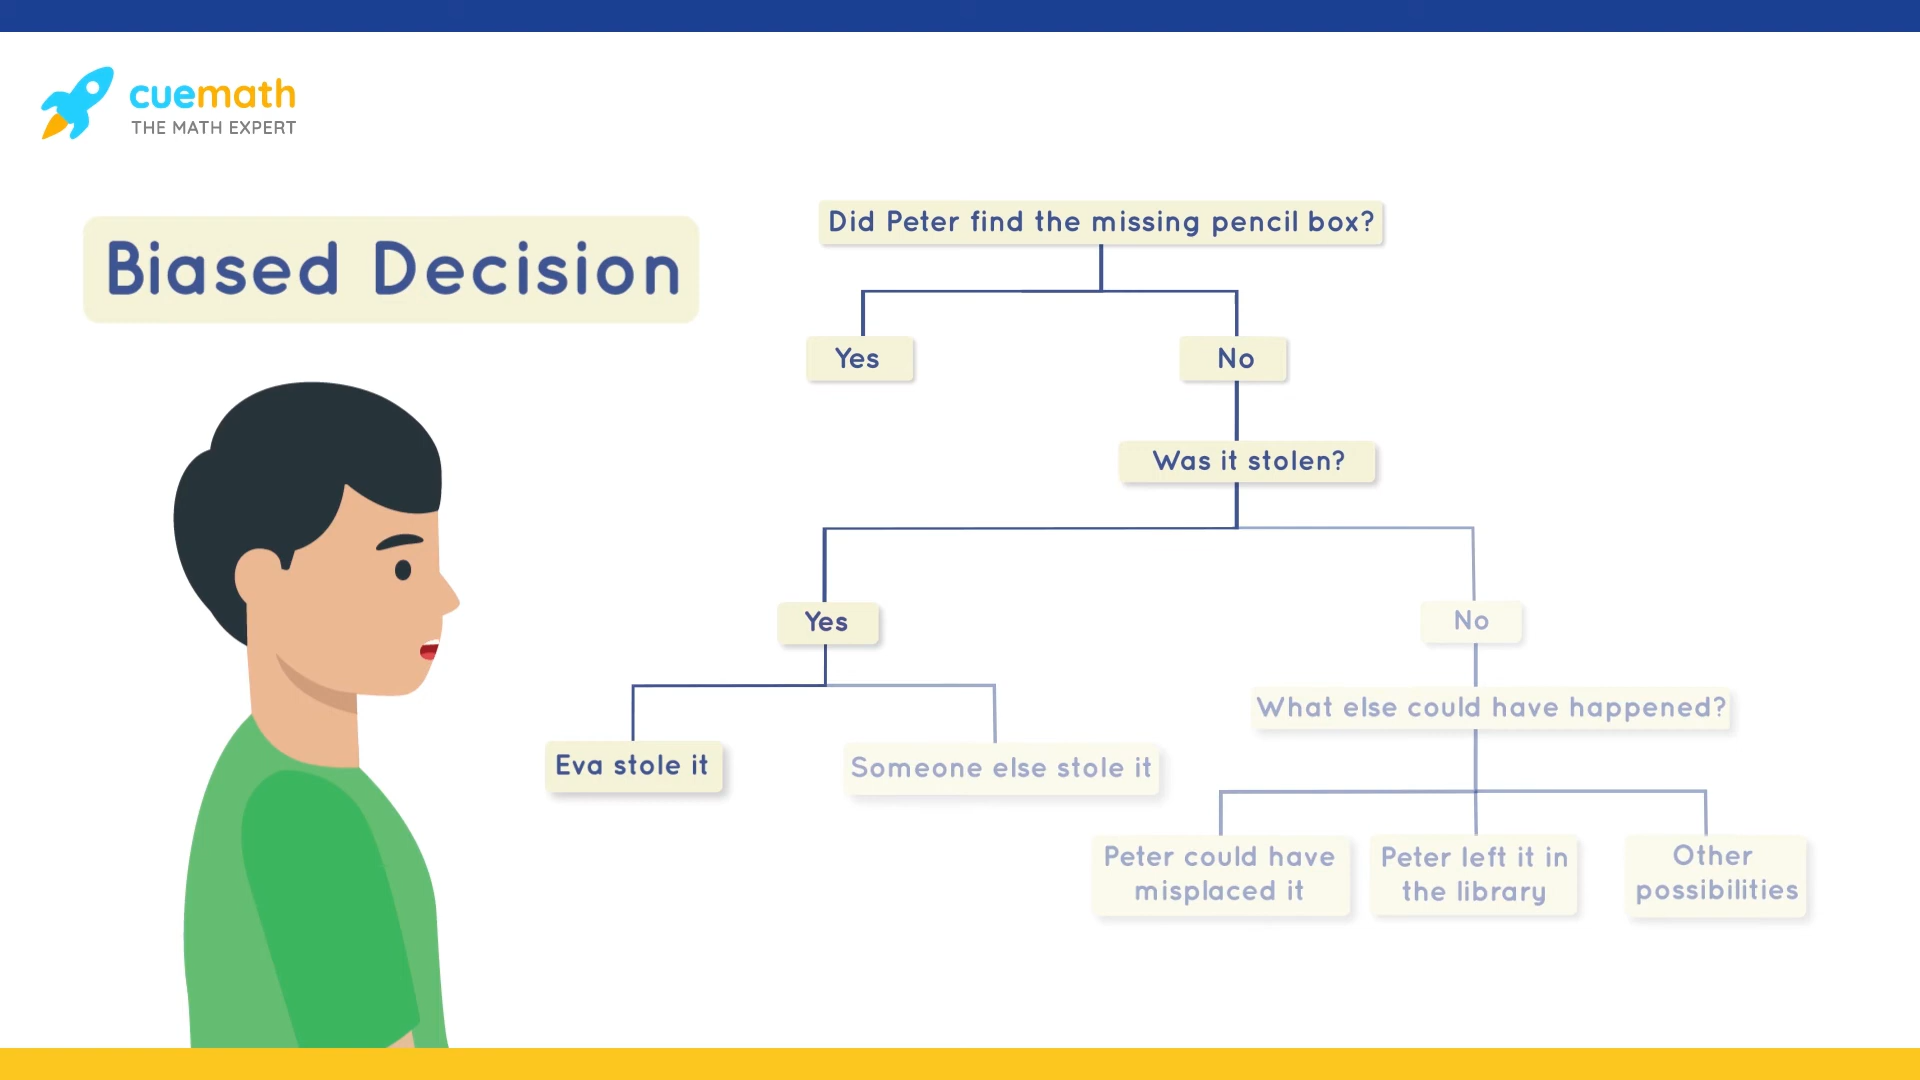 cuemath
THE MATH EXPERT
Biased Decision
Did Peter find the missing pencil box?
Yes
No
Was it stolen?
Yes
No
What else could have happened?
Eva stole it
Someone else stole it
Peter could have
misplaced it
Peter left it in
the library
Other
possibilities